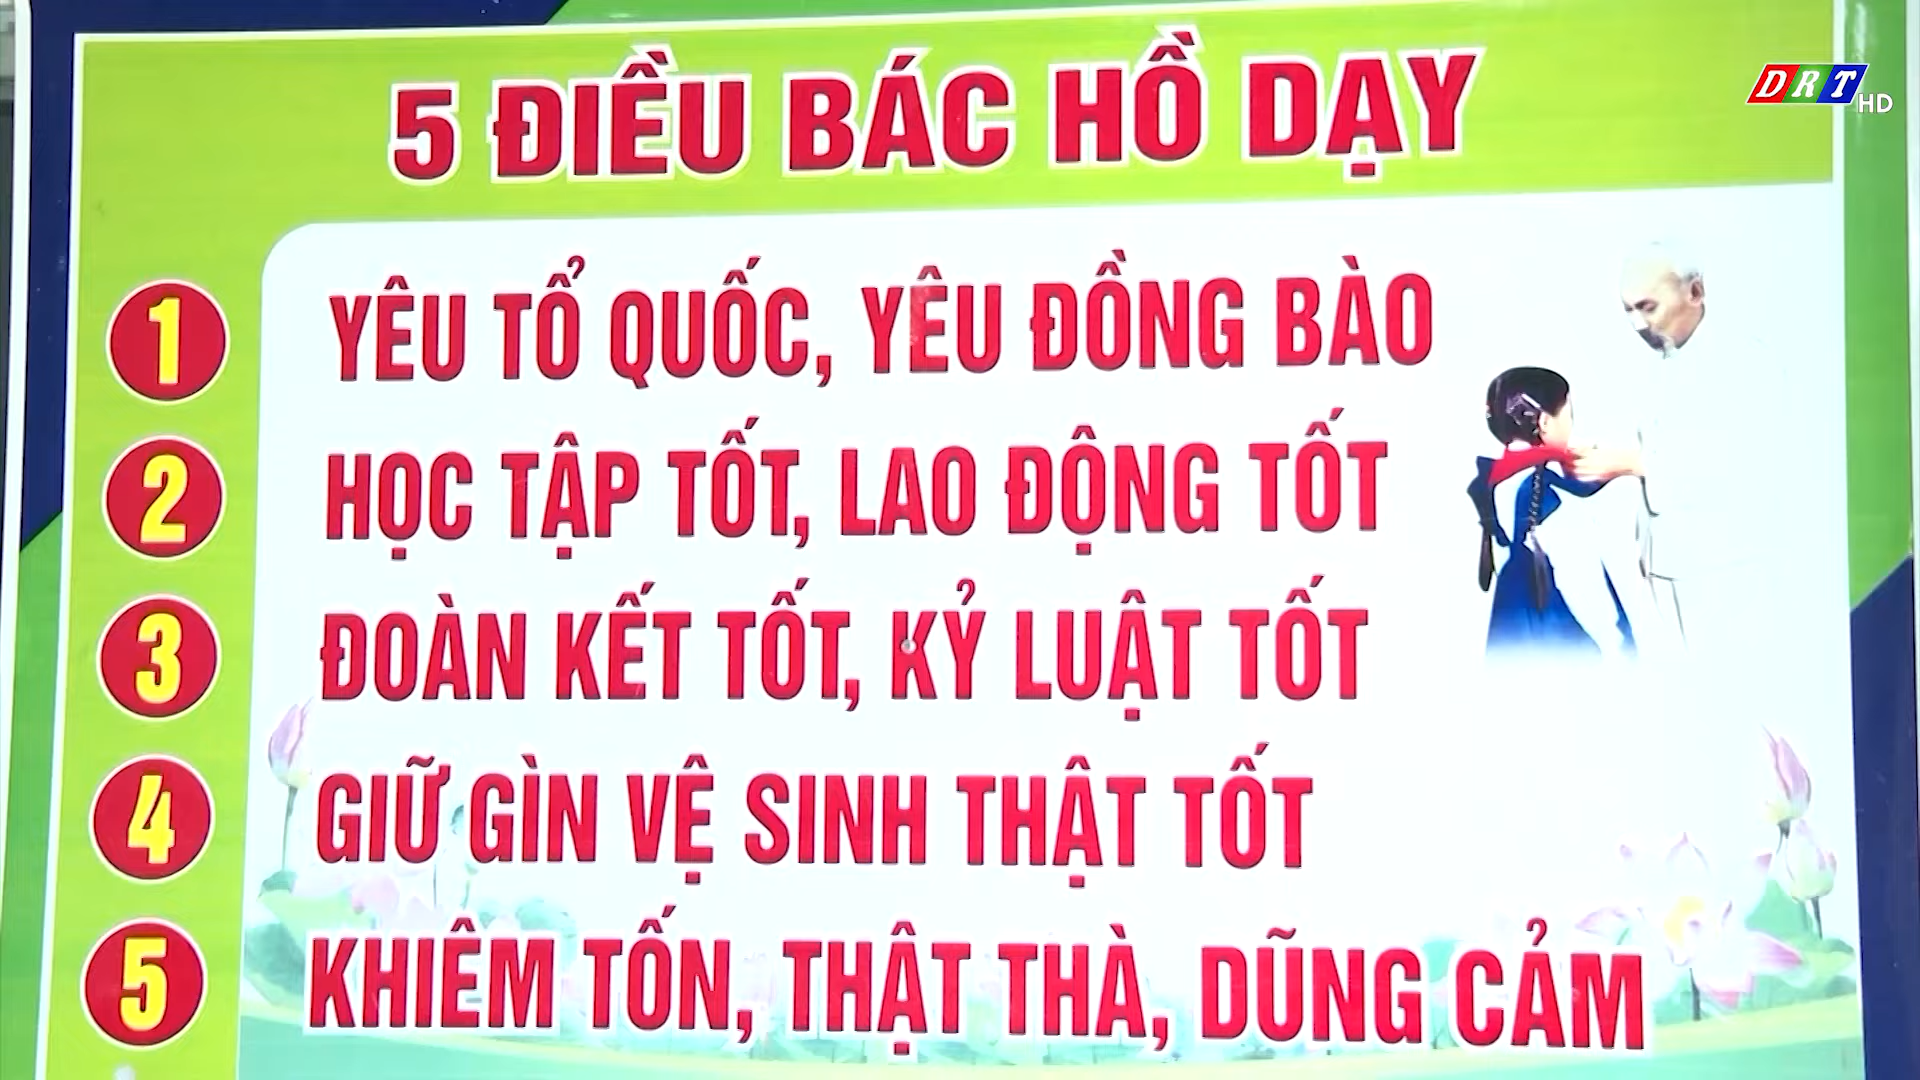 5 ĐIỀU BÁC HỒ DẠY
DRT HD
1 YÊU TỔ QUỐC, YÊU ĐỒNG BÀO
2 HỌC TẬP TỐT, LAO ĐỘNG TỐT
3 ĐOÀN KẾT TỐT, KỶ LUẬT TỐT
4 GIỮ GÌN VỆ SINH THẬT TỐT
5 KHIÊM TỐN, THẬT THÀ, DŨNG CẢM